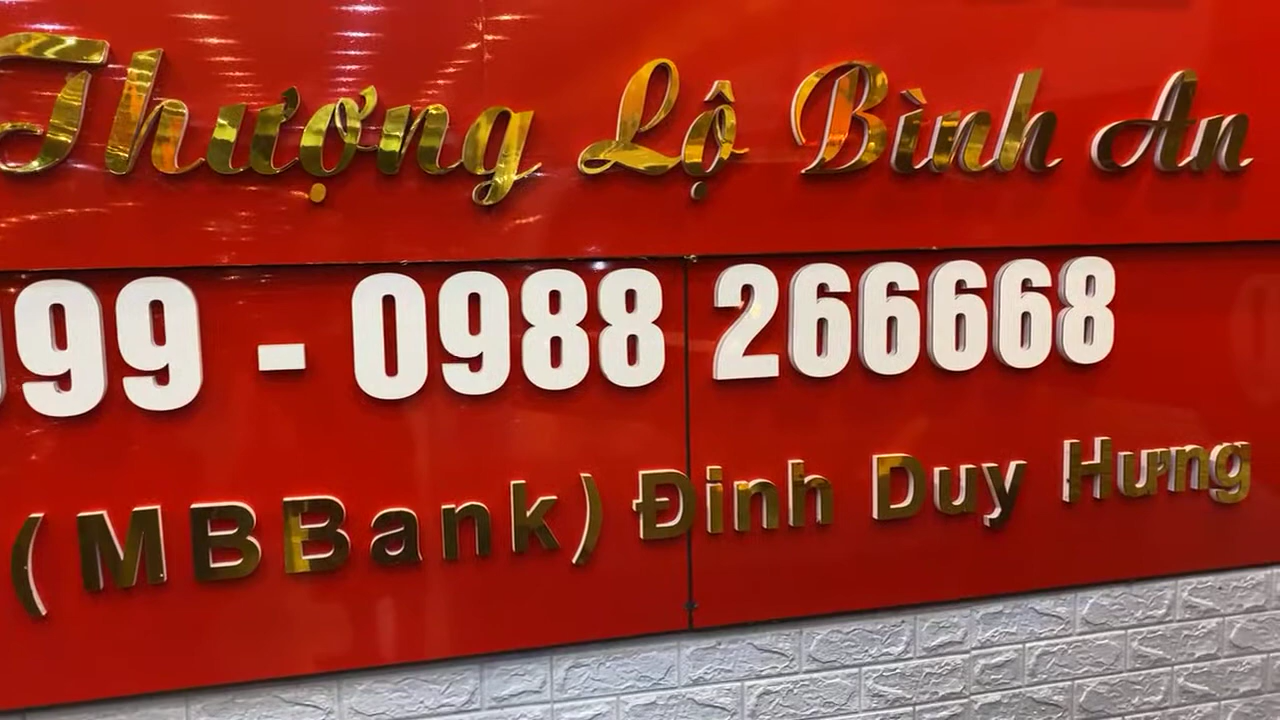 Thượng Lộ Bình An
99 - 0988 266668
(MBBank) Đinh Duy Hưng